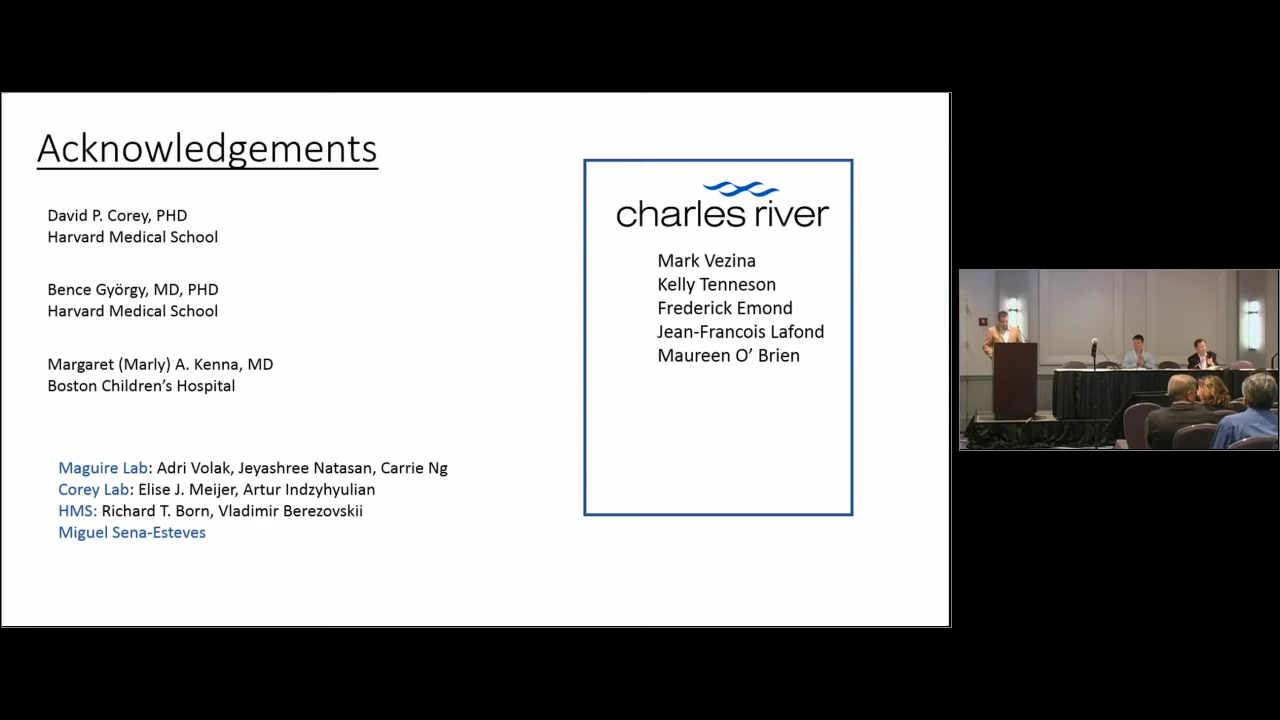 Acknowledgements
David P. Corey, PHD
Harvard Medical School
Bence György, MD, PHD
Harvard Medical School
Margaret (Marly) A. Kenna, MD
Boston Children's Hospital
Maguire Lab: Adri Volak, Jeyashree Natasan, Carrie Ng
Corey Lab: Elise J. Meijer, Artur Indzyhyulian
HMS: Richard T. Born, Vladimir Berezovskii
Miguel Sena-Esteves
charles river
Mark Vezina
Kelly Tenneson
Frederick Emond
Jean-Francois Lafond
Maureen O' Brien